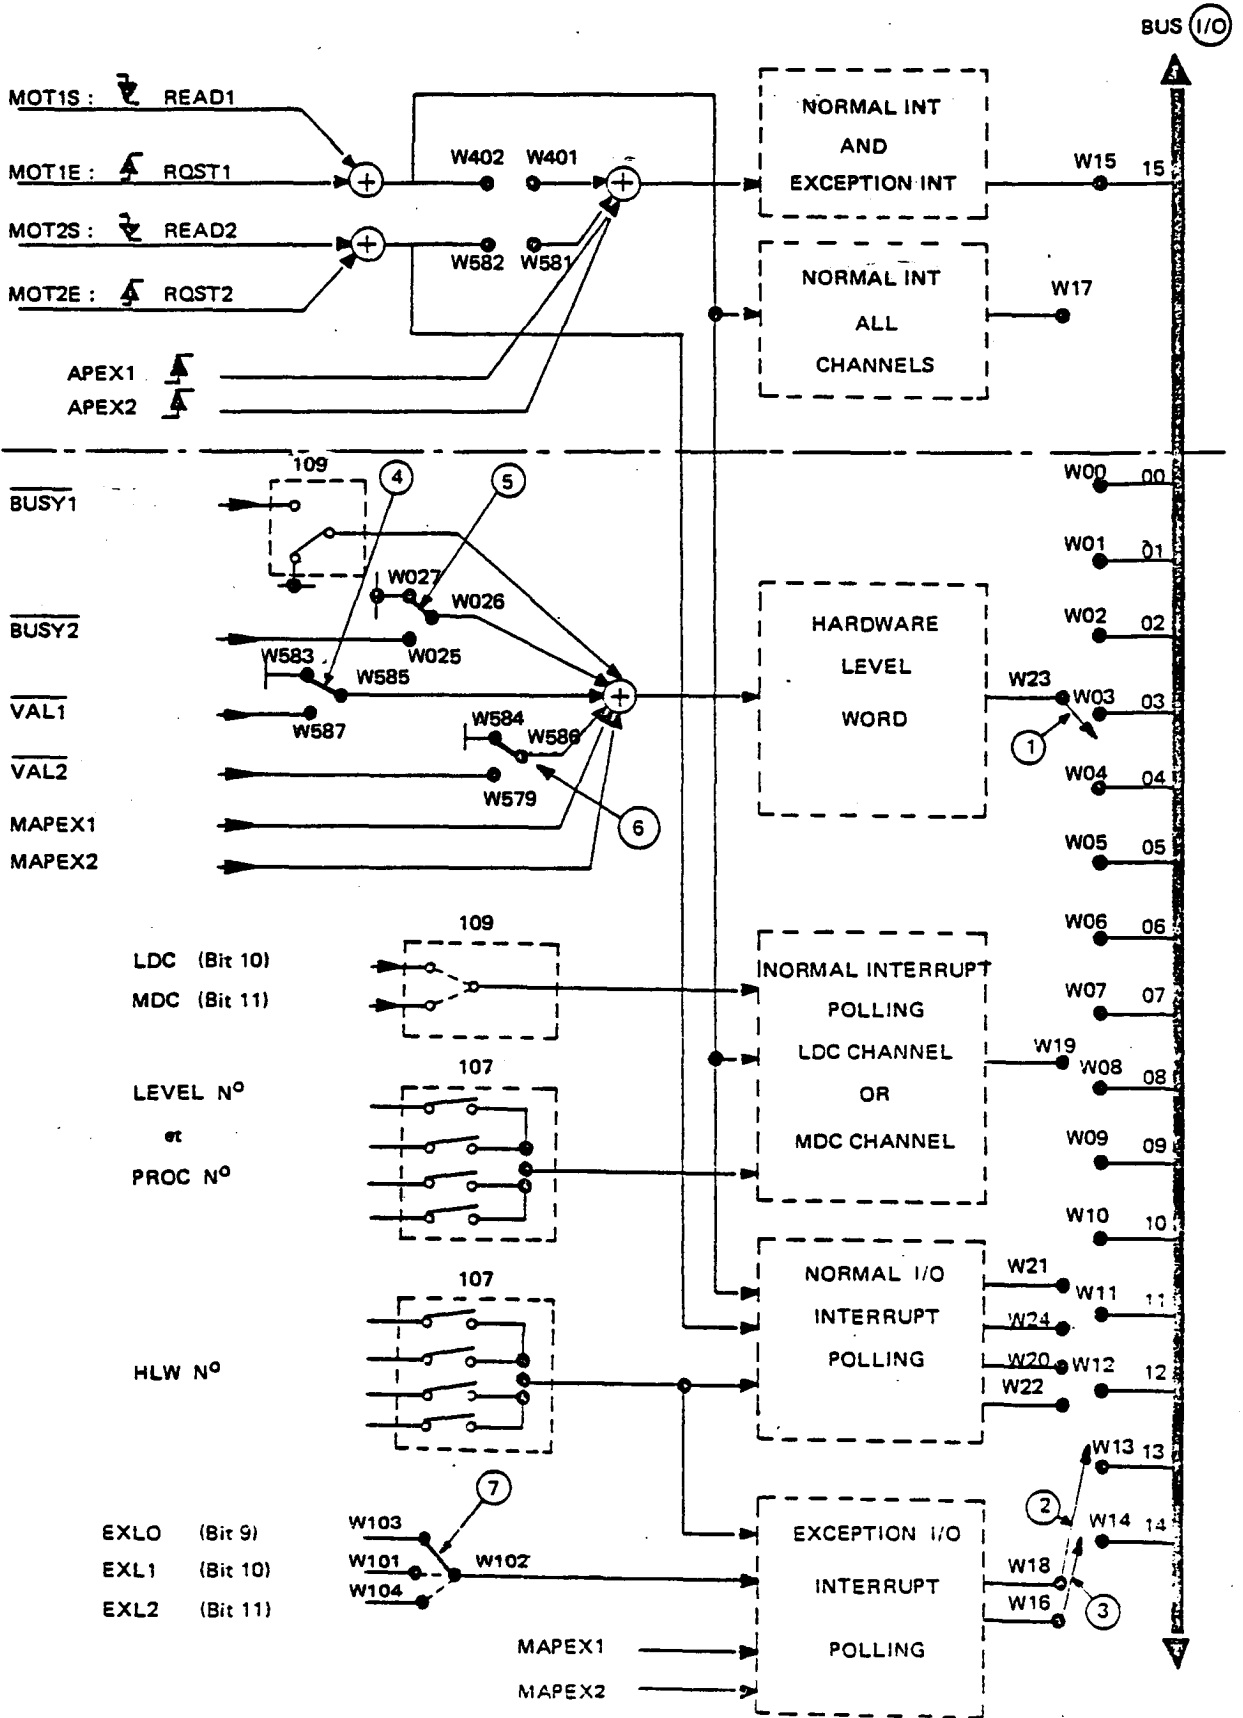 BUS I/O
MOT1S : READ1
MOT1E : RQST1
MOT2S : READ2
MOT2E : RQST2
W402 W401
W582 W581
NORMAL INT
AND
EXCEPTION INT
W15 15
NORMAL INT
ALL
CHANNELS
W17
APEX1
APEX2
109
4
5
BUSY1
W027
W026
BUSY2
W025
W583
W585
VAL1
W587
W584
W586
VAL2
W579
6
MAPEX1
MAPEX2
HARDWARE
LEVEL
WORD
W23
1
W00 00
W01 01
W02 02
W03 03
W04 04
W05 05
W06 06
W07 07
W08 08
W09 09
W10 10
W11 11
W12 12
W13 13
W14 14
109
LDC (Bit 10)
MDC (Bit 11)
NORMAL INTERRUPT
POLLING
LDC CHANNEL
OR
MDC CHANNEL
W19
107
LEVEL Nº
et
PROC Nº
107
HLW Nº
NORMAL I/O
INTERRUPT
POLLING
W21
W24
W20
W22
7
EXL0 (Bit 9)
EXL1 (Bit 10)
EXL2 (Bit 11)
W103
W101
W104
W102
EXCEPTION I/O
INTERRUPT
POLLING
W18
W16
2
3
MAPEX1
MAPEX2